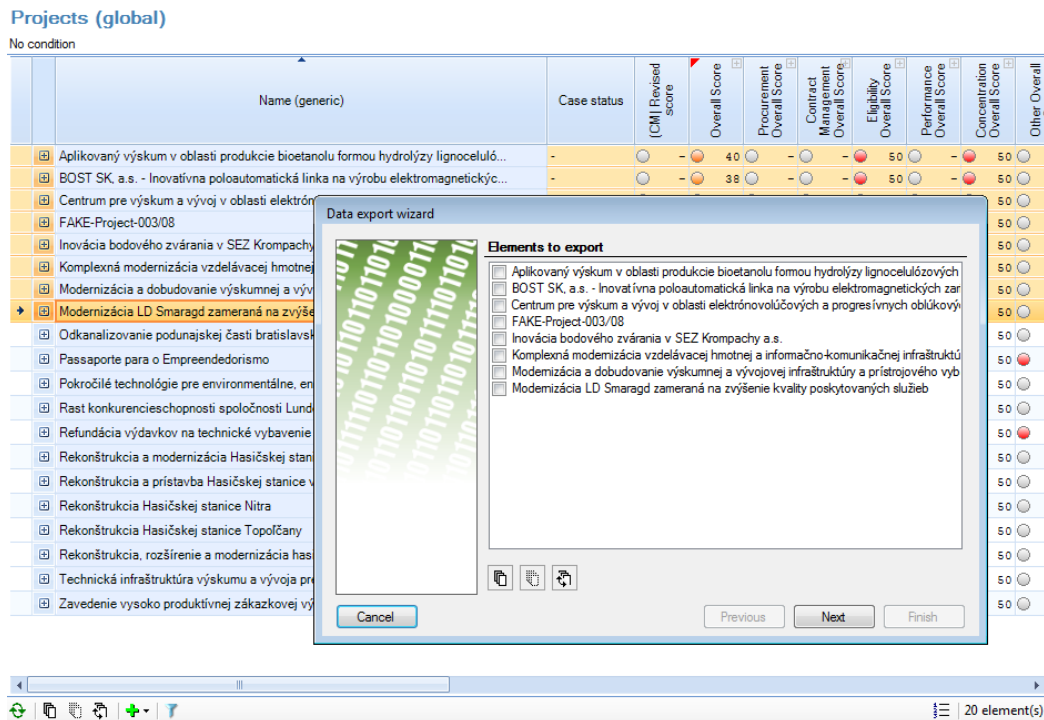 Projects (global)
No condition
Name (generic)
Case status
[CM] Revised score
Overall Score
Procurement Overall Score
Contract Management Overall Score
Eligibility Overall Score
Performance Overall Score
Concentration Overall Score
Other Overall
Aplikovaný výskum v oblasti produkcie bioetanolu formou hydrolýzy lignoceluló... - - 40 - - 50 - 50
BOST SK, a.s. - Inovatívna poloautomatická linka na výrobu elektromagnetickýc... - - 38 - - 50 - 50
Centrum pre výskum a vývoj v oblasti elektrón 50
FAKE-Project-003/08 50
Inovácia bodového zvárania v SEZ Krompachy 50
Komplexná modernizácia vzdelávacej hmotnej 50
Modernizácia a dobudovanie výskumnej a výv 50
Modernizácia LD Smaragd zameraná na zvýše 50
Odkanalizovanie podunajskej časti bratislavsk 50
Passaporte para o Empreendedorismo 50
Pokročilé technológie pre environmentálne, en 50
Rast konkurencieschopnosti spoločnosti Lund 50
Refundácia výdavkov na technické vybavenie 50
Rekonštrukcia a modernizácia Hasičskej stani 50
Rekonštrukcia a prístavba Hasičskej stanice v 50
Rekonštrukcia Hasičskej stanice Nitra 50
Rekonštrukcia Hasičskej stanice Topoľčany 50
Rekonštrukcia, rozšírenie a modernizácia hasi 50
Technická infraštruktúra výskumu a vývoja pre 50
Zavedenie vysoko produktívnej zákazkovej vý 50
Data export wizard
Elements to export
Aplikovaný výskum v oblasti produkcie bioetanolu formou hydrolýzy lignocelulózových
BOST SK, a.s. - Inovatívna poloautomatická linka na výrobu elektromagnetických zar
Centrum pre výskum a vývoj v oblasti elektrónovolúčových a progresívnych oblúkový
FAKE-Project-003/08
Inovácia bodového zvárania v SEZ Krompachy a.s.
Komplexná modernizácia vzdelávacej hmotnej a informačno-komunikačnej infraštruktú
Modernizácia a dobudovanie výskumnej a vývojovej infraštruktúry a prístrojového vyb
Modernizácia LD Smaragd zameraná na zvýšenie kvality poskytovaných služieb
Cancel
Previous
Next
Finish
20 element(s)